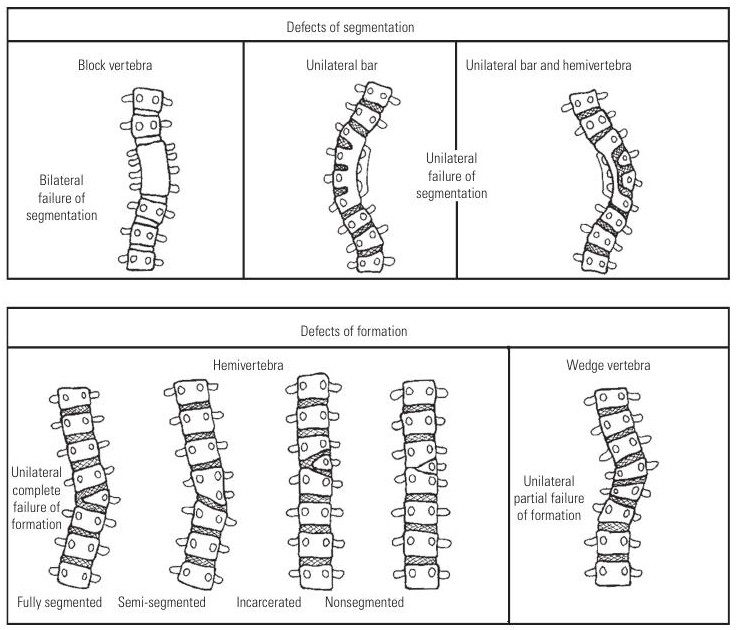 Defects of segmentation
Block vertebra
Unilateral bar
Unilateral bar and hemivertebra
Bilateral
failure of
segmentation
Unilateral
failure of
segmentation
Defects of formation
Hemivertebra
Wedge vertebra
Unilateral
complete
failure of
formation
Unilateral
partial failure
of formation
Fully segmented
Semi-segmented
Incarcerated
Nonsegmented